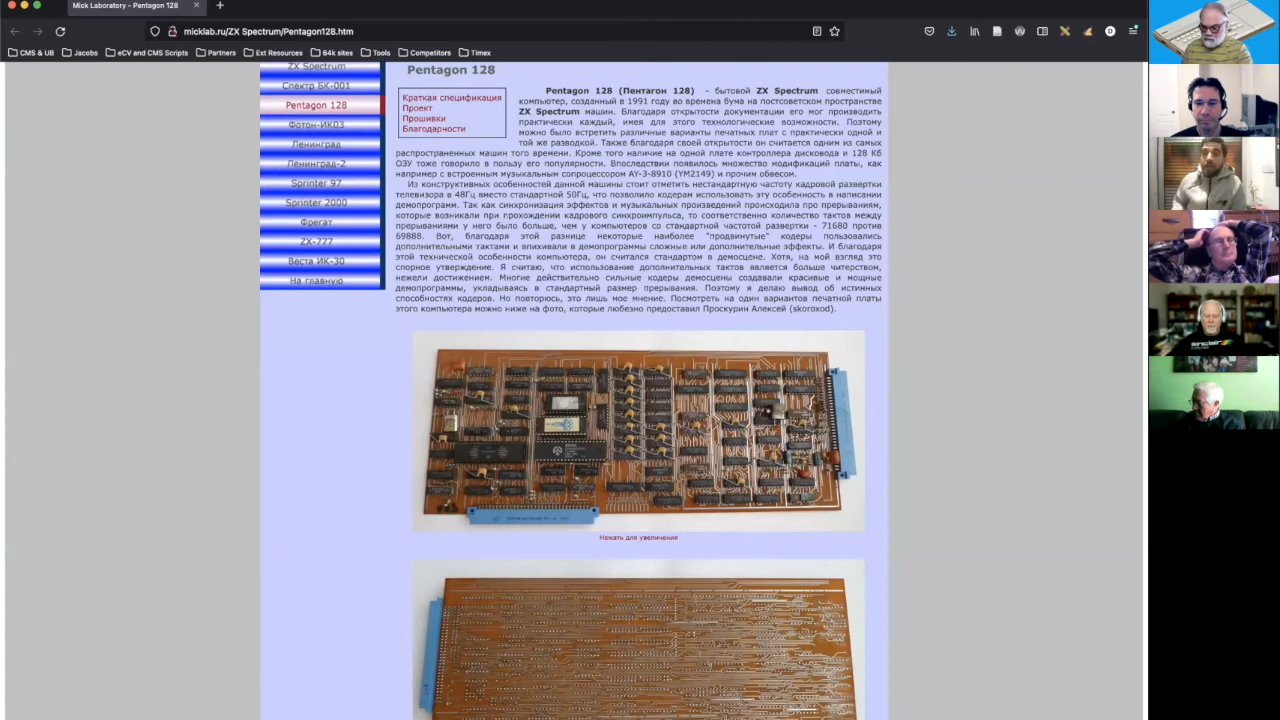 Mick Laboratory - Pentagon 128
micklab.ru/ZX Spectrum/Pentagon128.htm
CMS & UB
Jacobs
eCV and CMS Scripts
Partners
Ext Resources
64k sites
Tools
Competitors
Timex
ZX Spectrum
Спектр БК-001
Pentagon 128
Фотон-ИК03
Ленинград
Ленинград-2
Sprinter 97
Sprinter 2000
Фрегат
ZX-777
Веста ИК-30
На главную
Pentagon 128
Краткая спецификация
Проект
Прошивки
Благодарности
Pentagon 128 (Пентагон 128) - бытовой ZX Spectrum совместимый
компьютер, созданный в 1991 году во времена бума на постсоветском пространстве
ZX Spectrum машин. Благодаря открытости документации его мог производить
практически каждый, имея для этого технологические возможности. Поэтому
можно было встретить различные варианты печатных плат с практически одной и
той же разводкой. Также благодаря своей открытости он считается одним из самых
распространенных машин того времени. Кроме того наличие на одной плате контроллера дисковода и 128 Кб
ОЗУ тоже говорило в пользу его популярности. Впоследствии появилось множество модификаций платы, как
например с встроенным музыкальным сопроцессором AY-3-8910 (YM2149) и прочим обвесом.
Из конструктивных особенностей данной машины стоит отметить нестандартную частоту кадровой развертки
телевизора в 48Гц вместо стандартной 50Гц, что позволило кодерам использовать эту особенность в написании
демопрограмм. Так как синхронизация эффектов и музыкальных произведений происходила про прерываниям,
которые возникали при прохождении кадрового синхроимпульса, то соответственно количество тактов между
прерываниями у него было больше, чем у компьютеров со стандартной частотой развертки - 71680 против
69888. Вот, благодаря этой разнице некоторые наиболее "продвинутые" кодеры пользовались
дополнительными тактами и впихивали в демопрограммы сложные или дополнительные эффекты. И благодаря
этой технической особенности компьютера, он считался стандартом в демосцене. Хотя, на мой взгляд это
спорное утверждение. Я считаю, что использование дополнительных тактов является больше читерством,
нежели достижением. Многие действительно сильные кодеры демосцены создавали красивые и мощные
демопрограммы, укладываясь в стандартный размер прерывания. Поэтому я делаю вывод об истинных
способностях кодеров. Но повторюсь, это лишь мое мнение. Посмотреть на один вариантов печатной платы
этого компьютера можно ниже на фото, которые любезно предоставил Проскурин Алексей (skoroxod).
Нажать для увеличения
sinclair